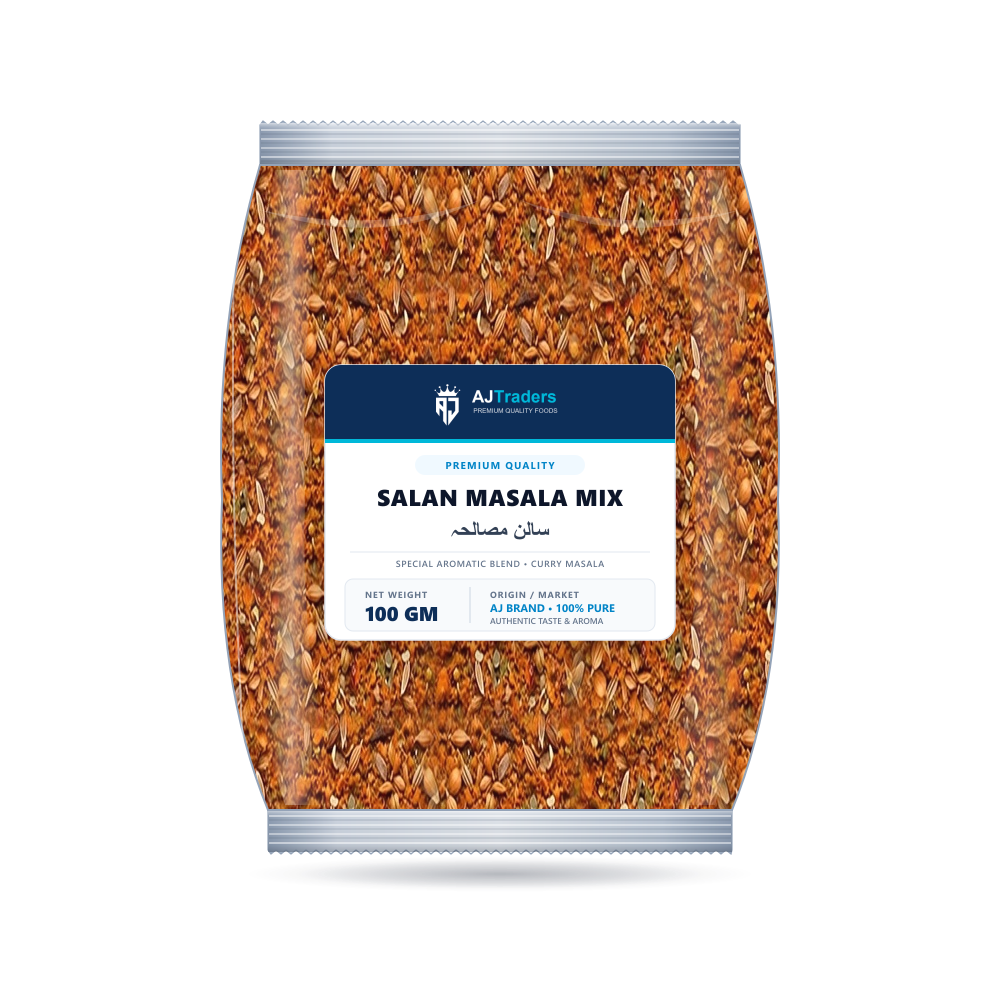 AJTraders
PREMIUM QUALITY FOODS
PREMIUM QUALITY
SALAN MASALA MIX
سالن مصالحہ
SPECIAL AROMATIC BLEND • CURRY MASALA
NET WEIGHT
100 GM
ORIGIN / MARKET
AJ BRAND • 100% PURE
AUTHENTIC TASTE & AROMA